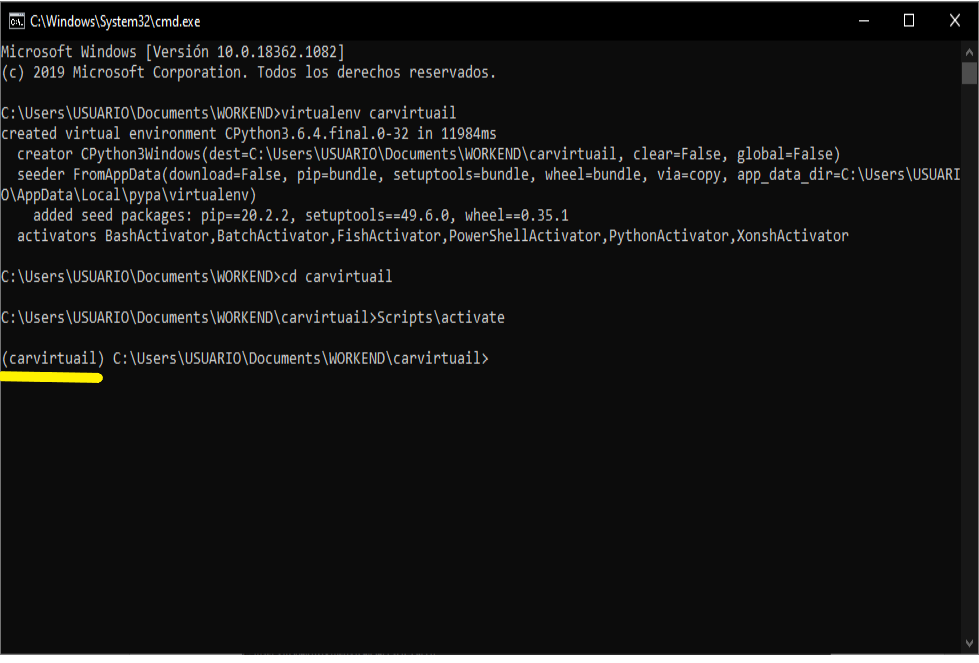 C:\Windows\System32\cmd.exe
Microsoft Windows [Versión 10.0.18362.1082]
(c) 2019 Microsoft Corporation. Todos los derechos reservados.
C:\Users\USUARIO\Documents\WORKEND>virtualenv carvirtuail
created virtual environment CPython3.6.4.final.0-32 in 11984ms
  creator CPython3Windows(dest=C:\Users\USUARIO\Documents\WORKEND\carvirtuail, clear=False, global=False)
  seeder FromAppData(download=False, pip=bundle, setuptools=bundle, wheel=bundle, via=copy, app_data_dir=C:\Users\USUARI
O\AppData\Local\pypa\virtualenv)
    added seed packages: pip==20.2.2, setuptools==49.6.0, wheel==0.35.1
  activators BashActivator,BatchActivator,FishActivator,PowerShellActivator,PythonActivator,XonshActivator
C:\Users\USUARIO\Documents\WORKEND>cd carvirtuail
C:\Users\USUARIO\Documents\WORKEND\carvirtuail>Scripts\activate
(carvirtuail) C:\Users\USUARIO\Documents\WORKEND\carvirtuail>